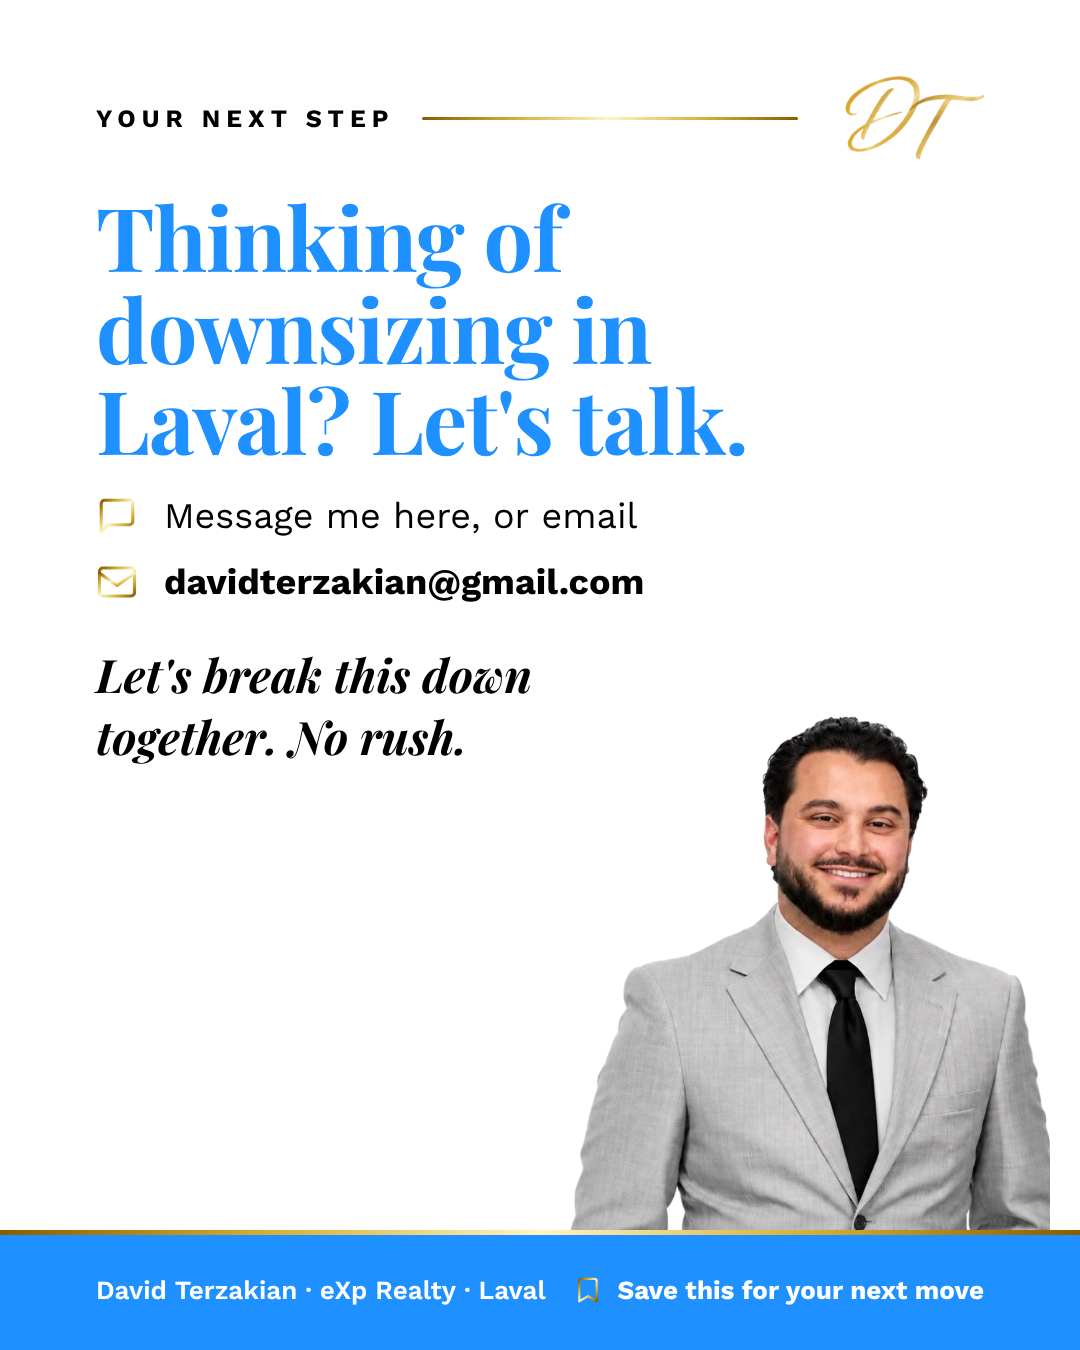 YOUR NEXT STEP
DT
Thinking of
downsizing in
Laval? Let's talk.
Message me here, or email
davidterzakian@gmail.com
Let's break this down
together. No rush.
David Terzakian · eXp Realty · Laval
Save this for your next move